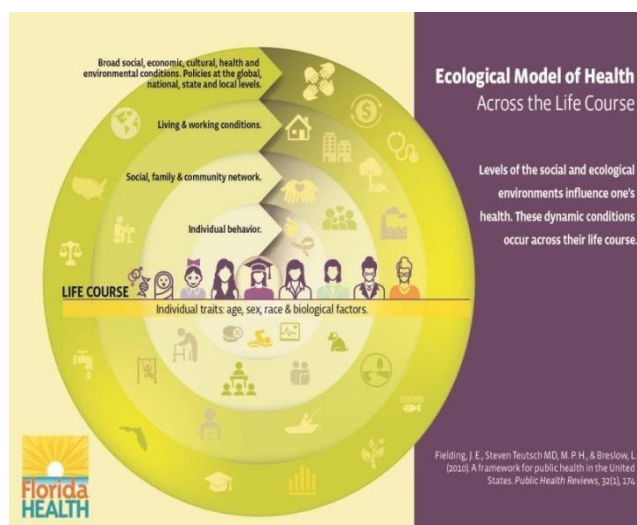 Broad social, economic, cultural, health and
environmental conditions. Policies at the global,
national, state and local levels.
Living & working conditions.
Social, family & community network.
Individual behavior.
LIFE COURSE
Individual traits: age, sex, race & biological factors.
Ecological Model of Health
Across the Life Course
Levels of the social and ecological
environments influence one's
health. These dynamic conditions
occur across their life course.
Fielding, J. E., Steven Teutsch MD, M. P. H., & Breslow, L.
(2010). A framework for public health in the United
States. Public Health Reviews, 32(1), 174.
Florida
HEALTH